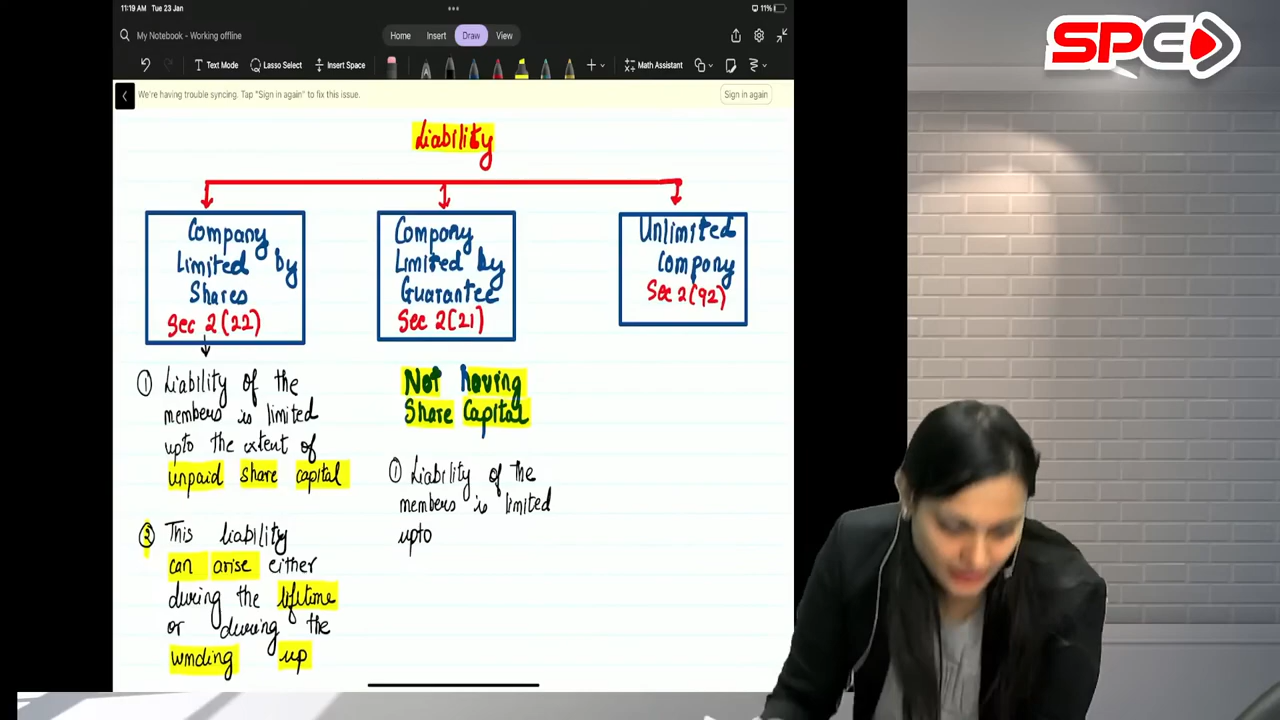 11:19 AM Tue 23 Jan
11%
My Notebook - Working offline
Home Insert Draw View
Text Mode Lasso Select Insert Space Math Assistant
We're having trouble syncing. Tap "Sign in again" to fix this issue.
Sign in again
SPC
Liability
Company
Limited by
Shares
Sec 2(22)
Company
Limited by
Guarantee
Sec 2(21)
Unlimited
Company
Sec 2(92)
① Liability of the
members is limited
upto the extent of
unpaid share capital
② This liability
can arise either
during the lifetime
or during the
winding up
Not having
Share Capital
① Liability of the
members is limited
upto